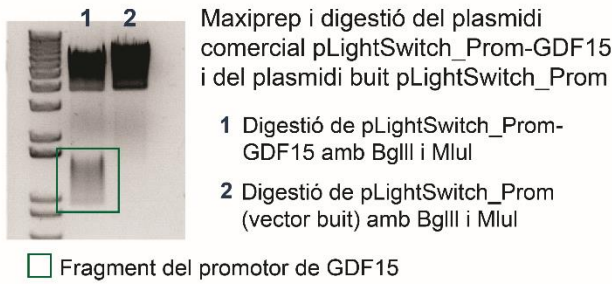 1 2
Maxiprep i digestió del plasmidi
comercial pLightSwitch_Prom-GDF15
i del plasmidi buit pLightSwitch_Prom
1 Digestió de pLightSwitch_Prom-
GDF15 amb BglII i MluI
2 Digestió de pLightSwitch_Prom
(vector buit) amb BglII i MluI
Fragment del promotor de GDF15